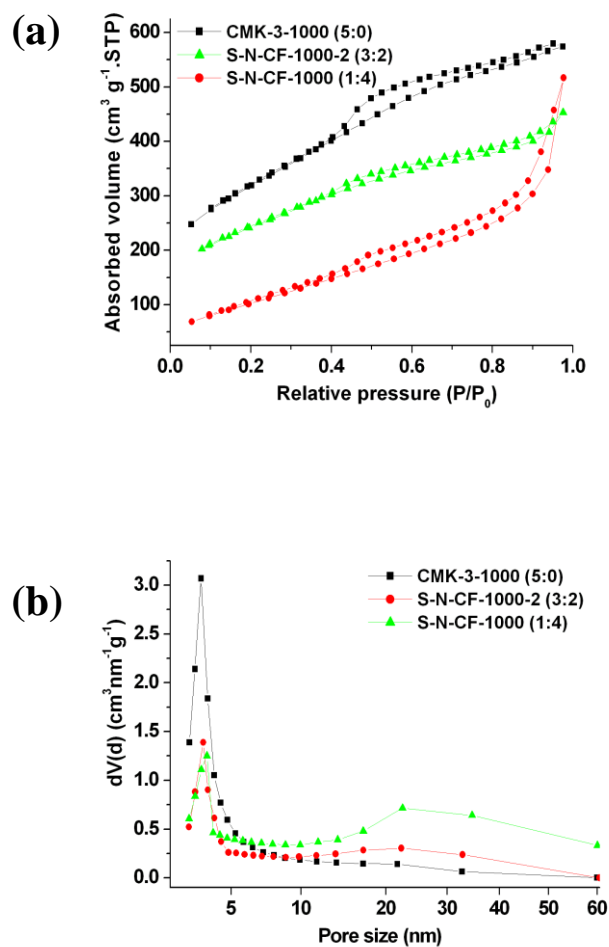 (a)
CMK-3-1000 (5:0)
S-N-CF-1000-2 (3:2)
S-N-CF-1000 (1:4)
Absorbed volume (cm³ g⁻¹.STP)
600
500
400
300
200
100
0.0 0.2 0.4 0.6 0.8 1.0
Relative pressure (P/P₀)
(b)
CMK-3-1000 (5:0)
S-N-CF-1000-2 (3:2)
S-N-CF-1000 (1:4)
dV(d) (cm³nm⁻¹g⁻¹)
3.0
2.5
2.0
1.5
1.0
0.5
0.0
5 10 20 30 40 50 60
Pore size (nm)